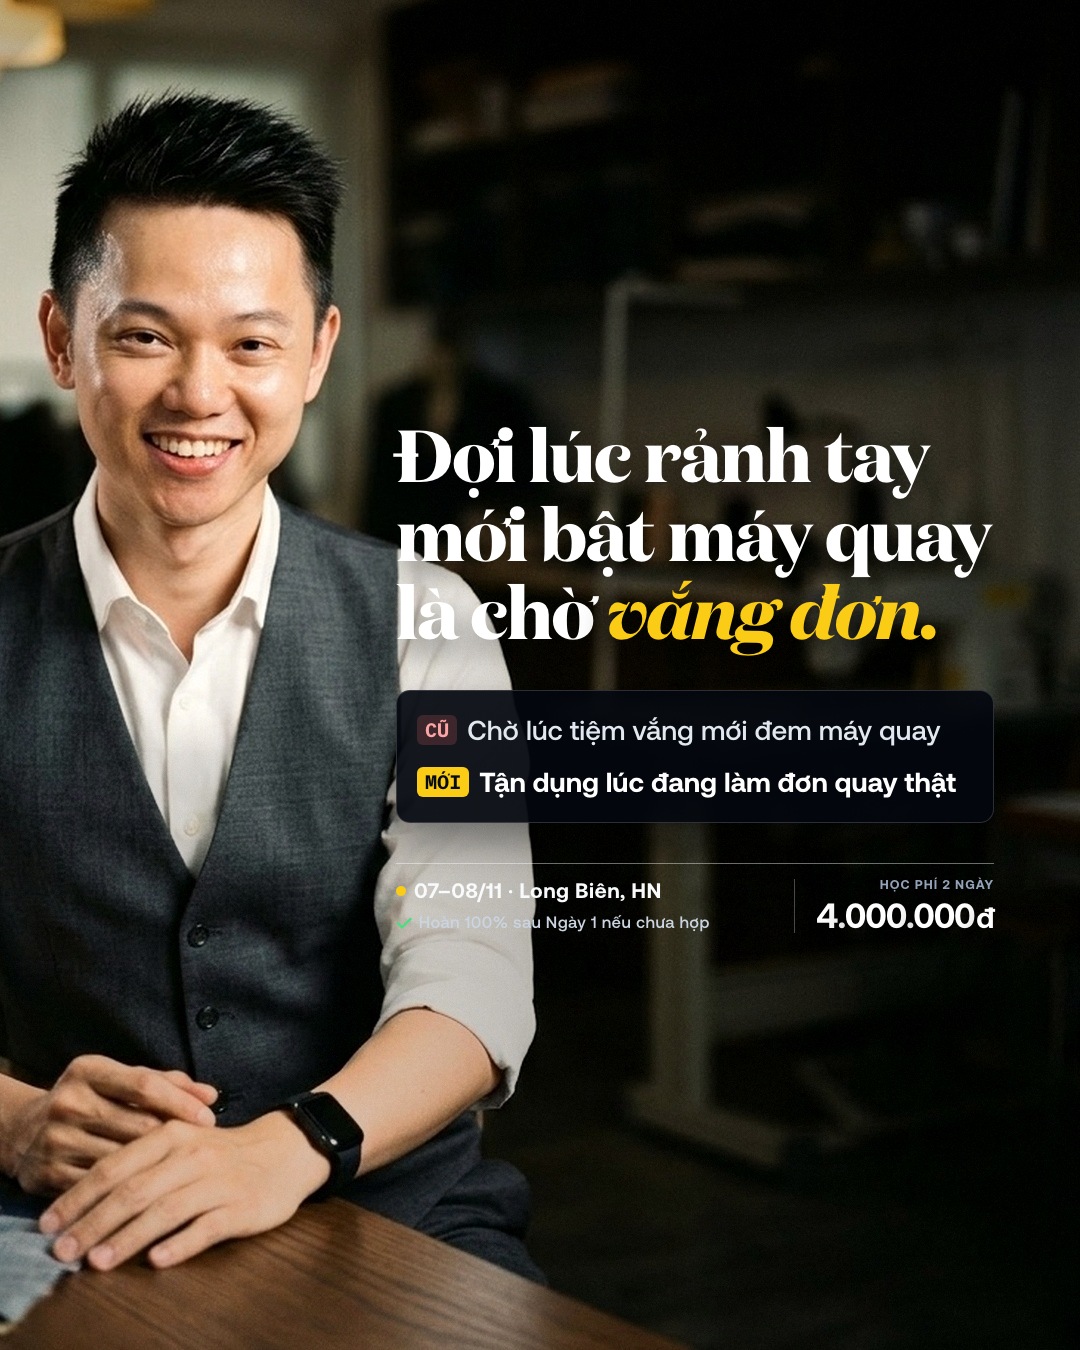 Đợi lúc rảnh tay
mới bật máy quay
là chờ vắng đơn.
CŨ Chờ lúc tiệm vắng mới đem máy quay
MỚI Tận dụng lúc đang làm đơn quay thật
07–08/11 · Long Biên, HN
Hoàn 100% sau Ngày 1 nếu chưa hợp
HỌC PHÍ 2 NGÀY
4.000.000đ